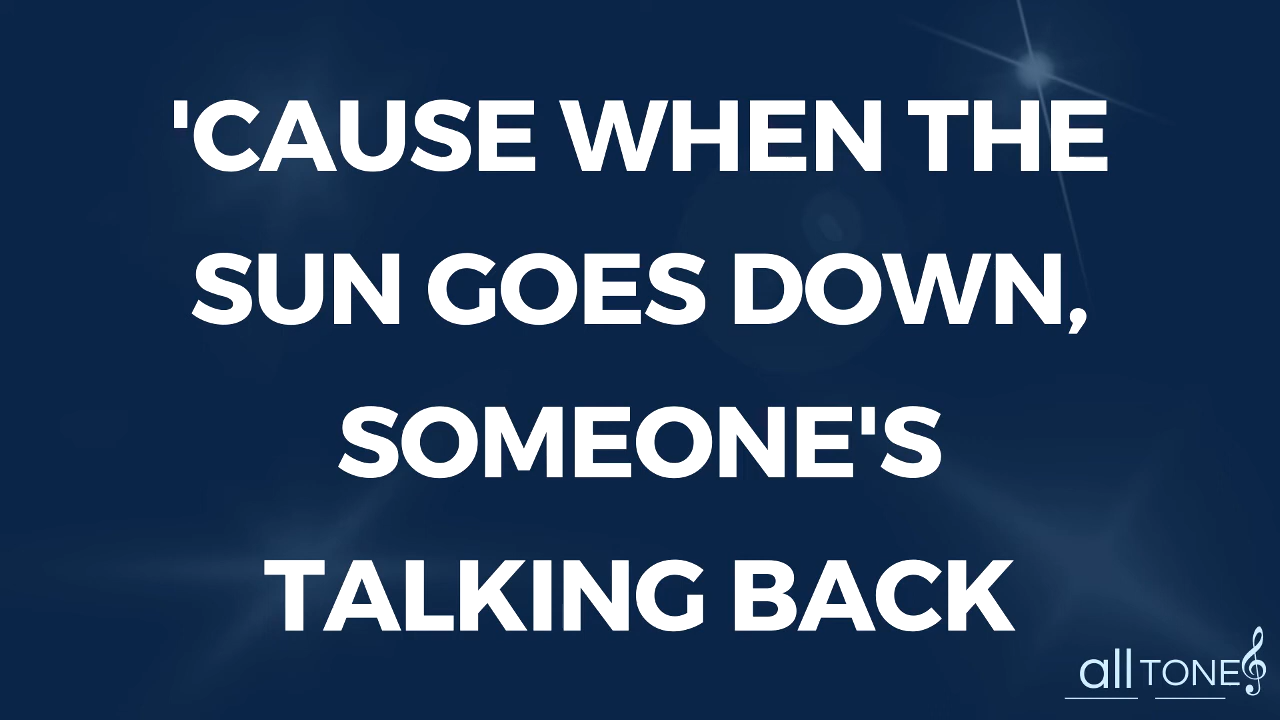 'CAUSE WHEN THE
SUN GOES DOWN,
SOMEONE'S
TALKING BACK
all TONE